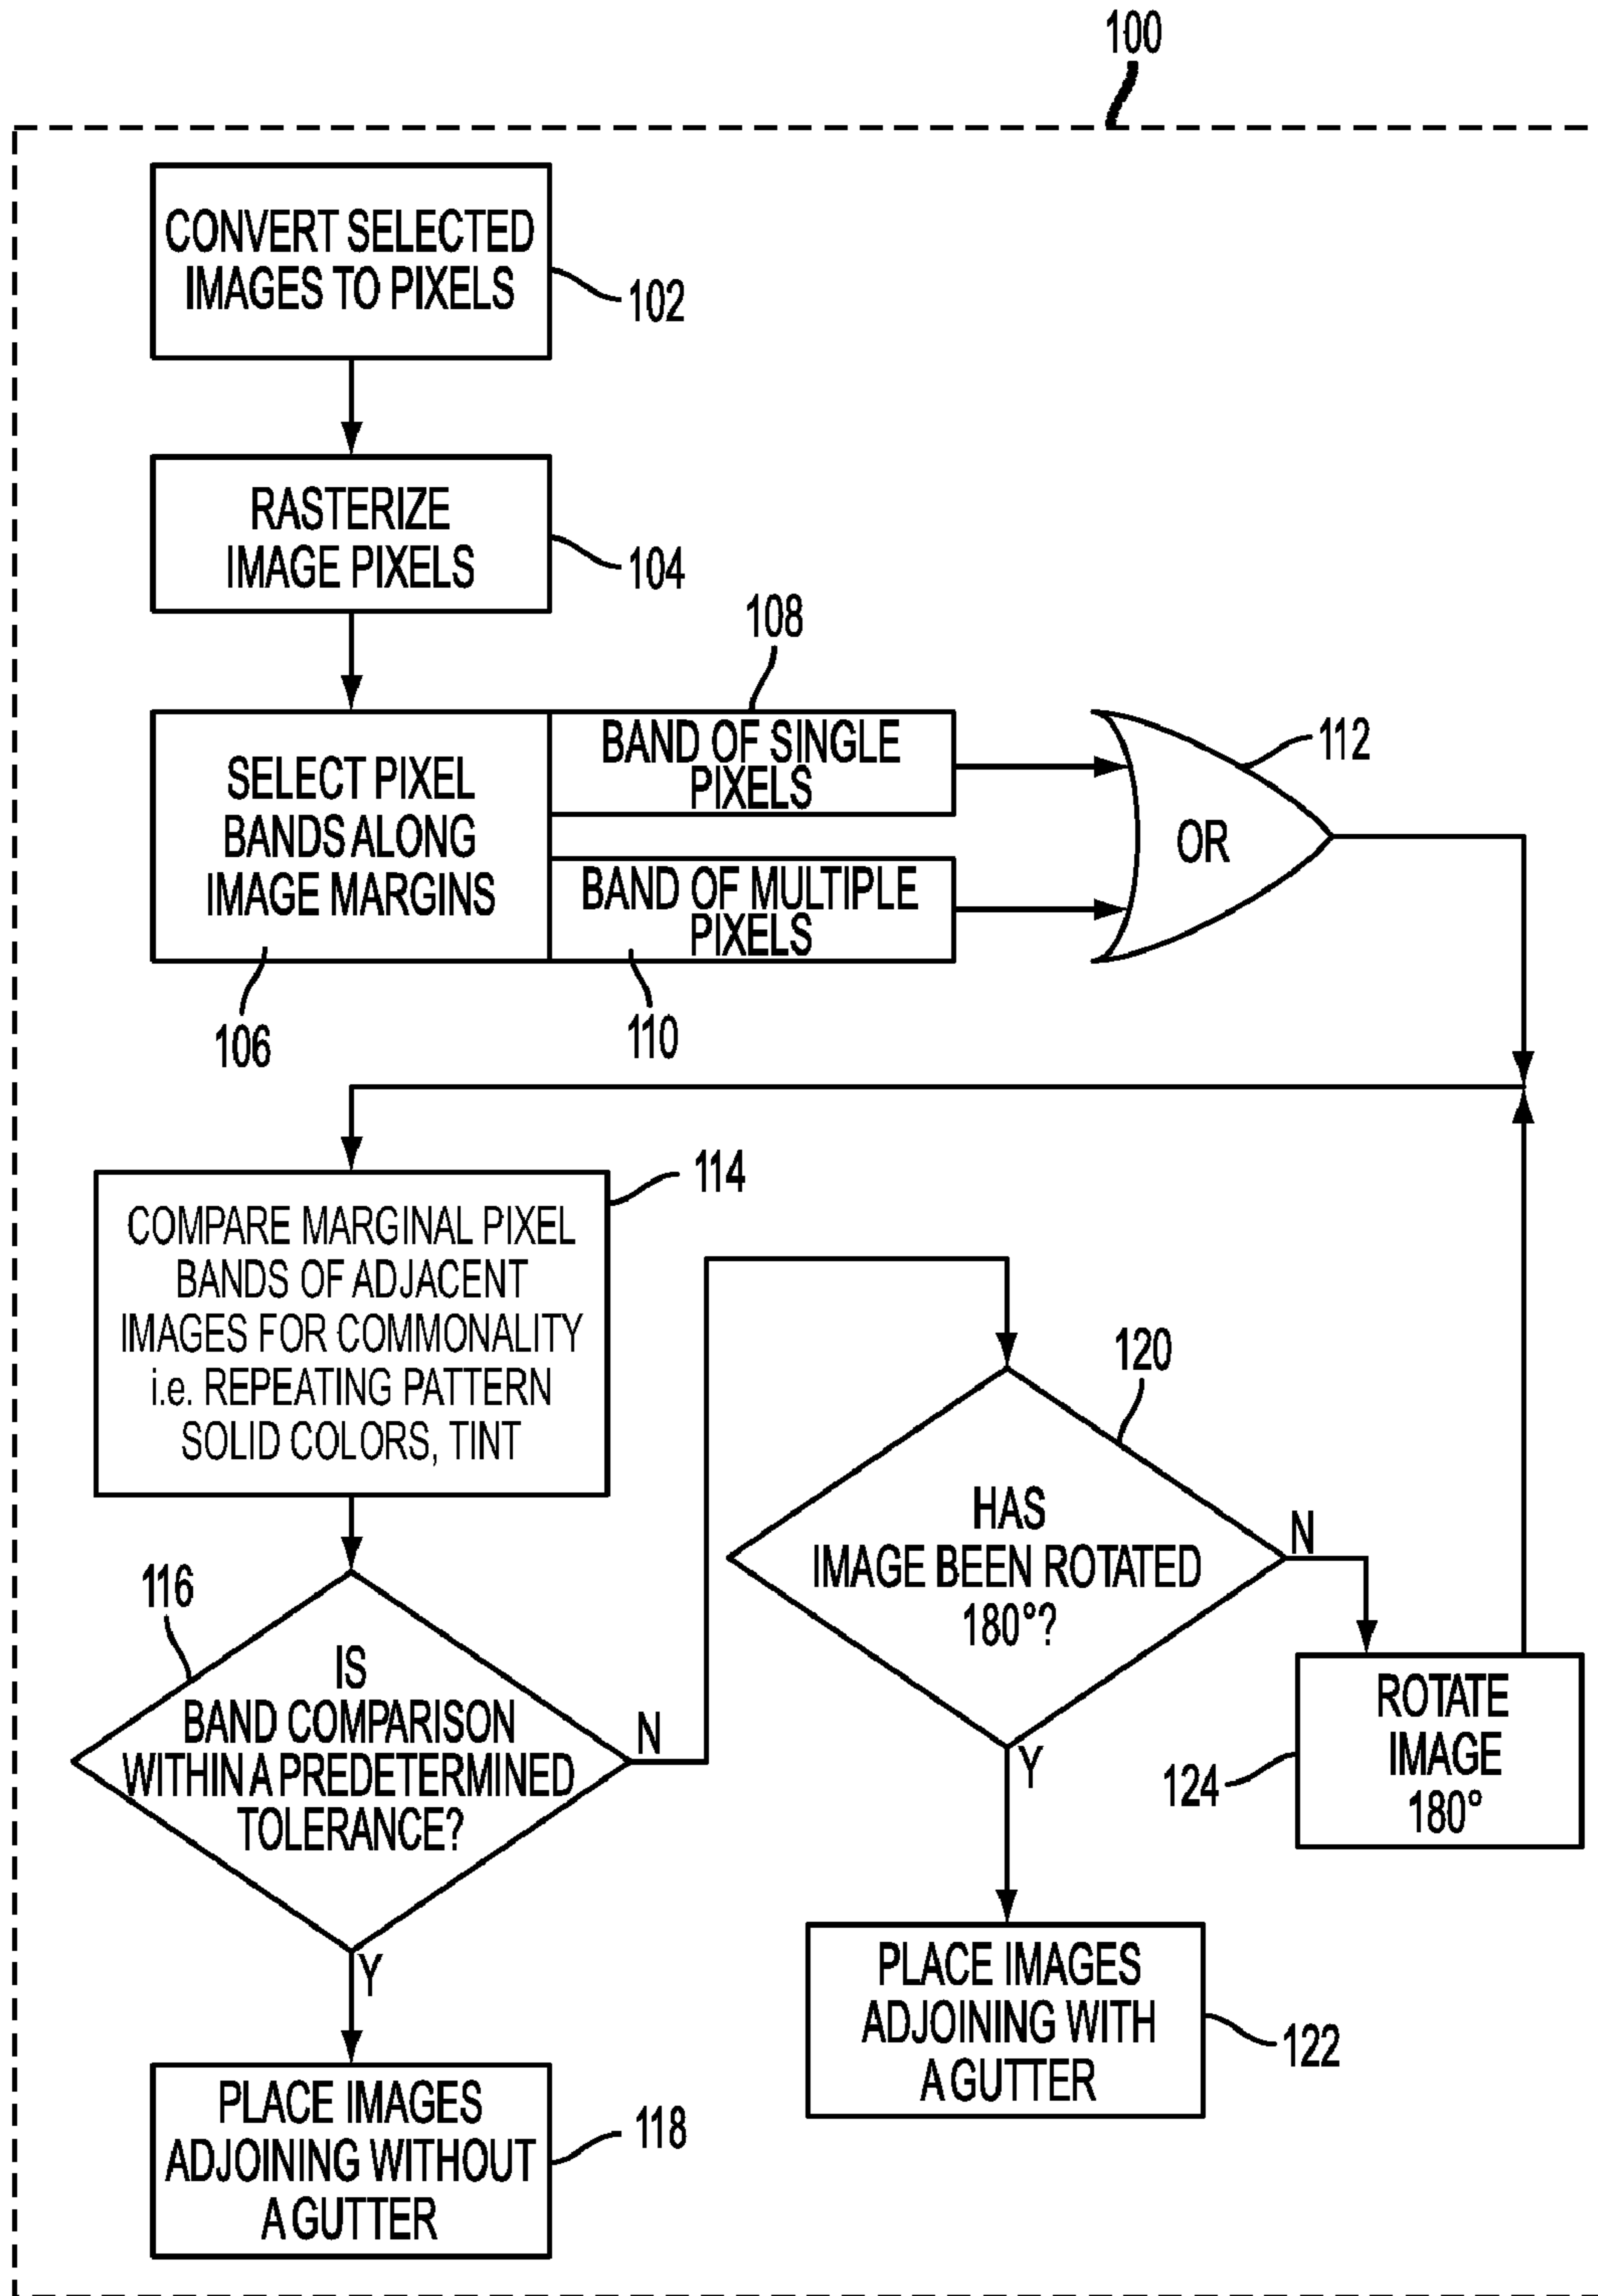 100
CONVERT SELECTED
IMAGES TO PIXELS
102
RASTERIZE
IMAGE PIXELS
104
108
SELECT PIXEL
BANDS ALONG
IMAGE MARGINS
106
BAND OF SINGLE
PIXELS
BAND OF MULTIPLE
PIXELS
110
OR
112
114
COMPARE MARGINAL PIXEL
BANDS OF ADJACENT
IMAGES FOR COMMONALITY
i.e. REPEATING PATTERN
SOLID COLORS, TINT
116
IS
BAND COMPARISON
WITHIN A PREDETERMINED
TOLERANCE?
N
Y
120
HAS
IMAGE BEEN ROTATED
180°?
N
Y
ROTATE
IMAGE
180°
124
PLACE IMAGES
ADJOINING WITH
A GUTTER
122
PLACE IMAGES
ADJOINING WITHOUT
A GUTTER
118